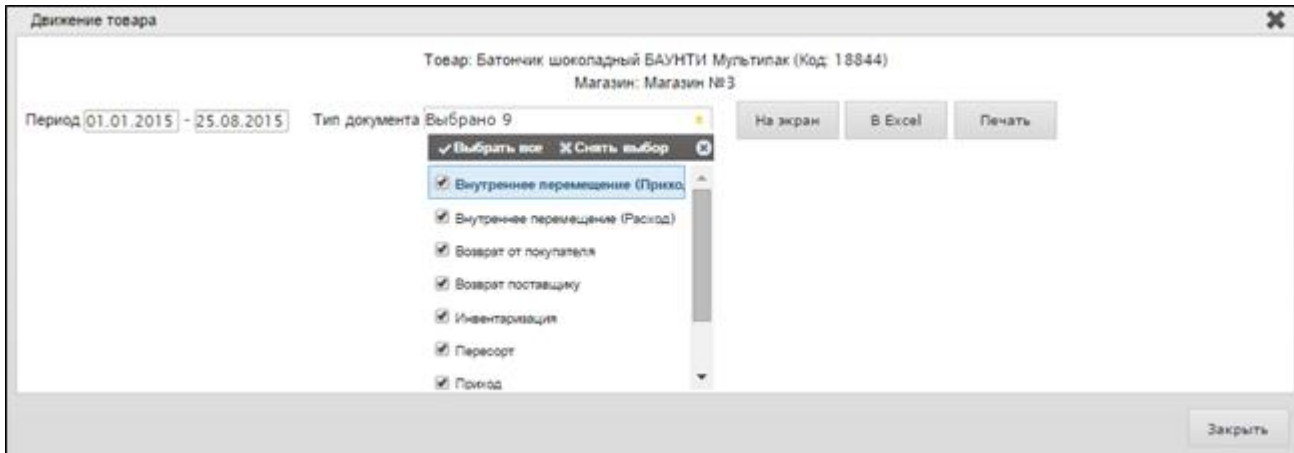 Движение товара
Товар: Батончик шоколадный БАУНТИ Мультипак (Код: 18844)
Магазин: Магазин №3
Период 01.01.2015 - 25.08.2015 Тип документа Выбрано 9 На экран В Excel Печать
Выбрать все Снять выбор
Внутреннее перемещение (Приход
Внутреннее перемещение (Расход)
Возврат от покупателя
Возврат поставщику
Инвентаризация
Пересорт
Приход
Закрыть